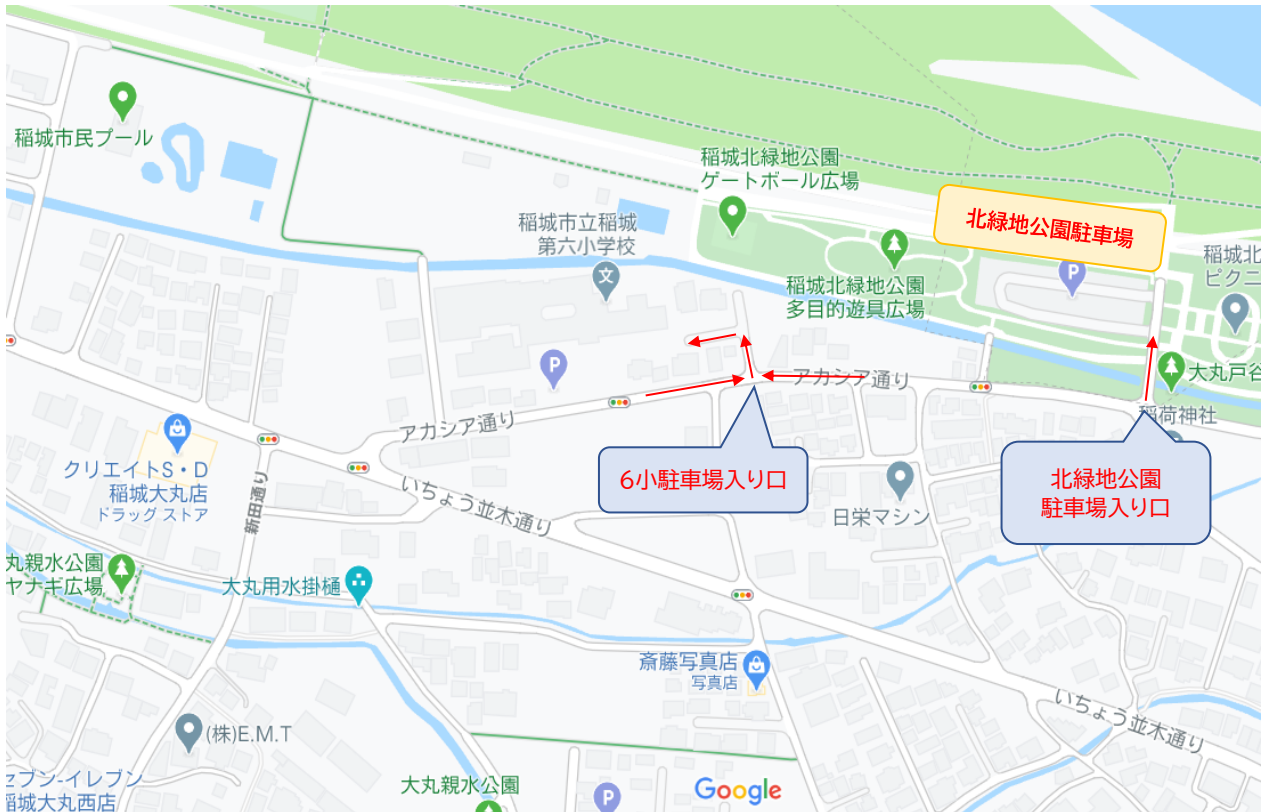 稲城市民プール
稲城北緑地公園
ゲートボール広場
北緑地公園駐車場
稲城市立稲城
第六小学校
文
稲城北
ピクニ
P
稲城北緑地公園
多目的遊具広場
P
アカシア通り
大丸戸谷
アカシア通り
稲荷神社
クリエイトS・D
稲城大丸店
ドラッグ ストア
新田通り
いちょう並木通り
6小駐車場入り口
日栄マシン
北緑地公園
駐車場入り口
丸親水公園
ヤナギ広場
大丸用水掛樋
斎藤写真店
写真店
いちょう並木通り
(株)E.M.T
セブン-イレブン
稲城大丸西店
大丸親水公園
P
Google